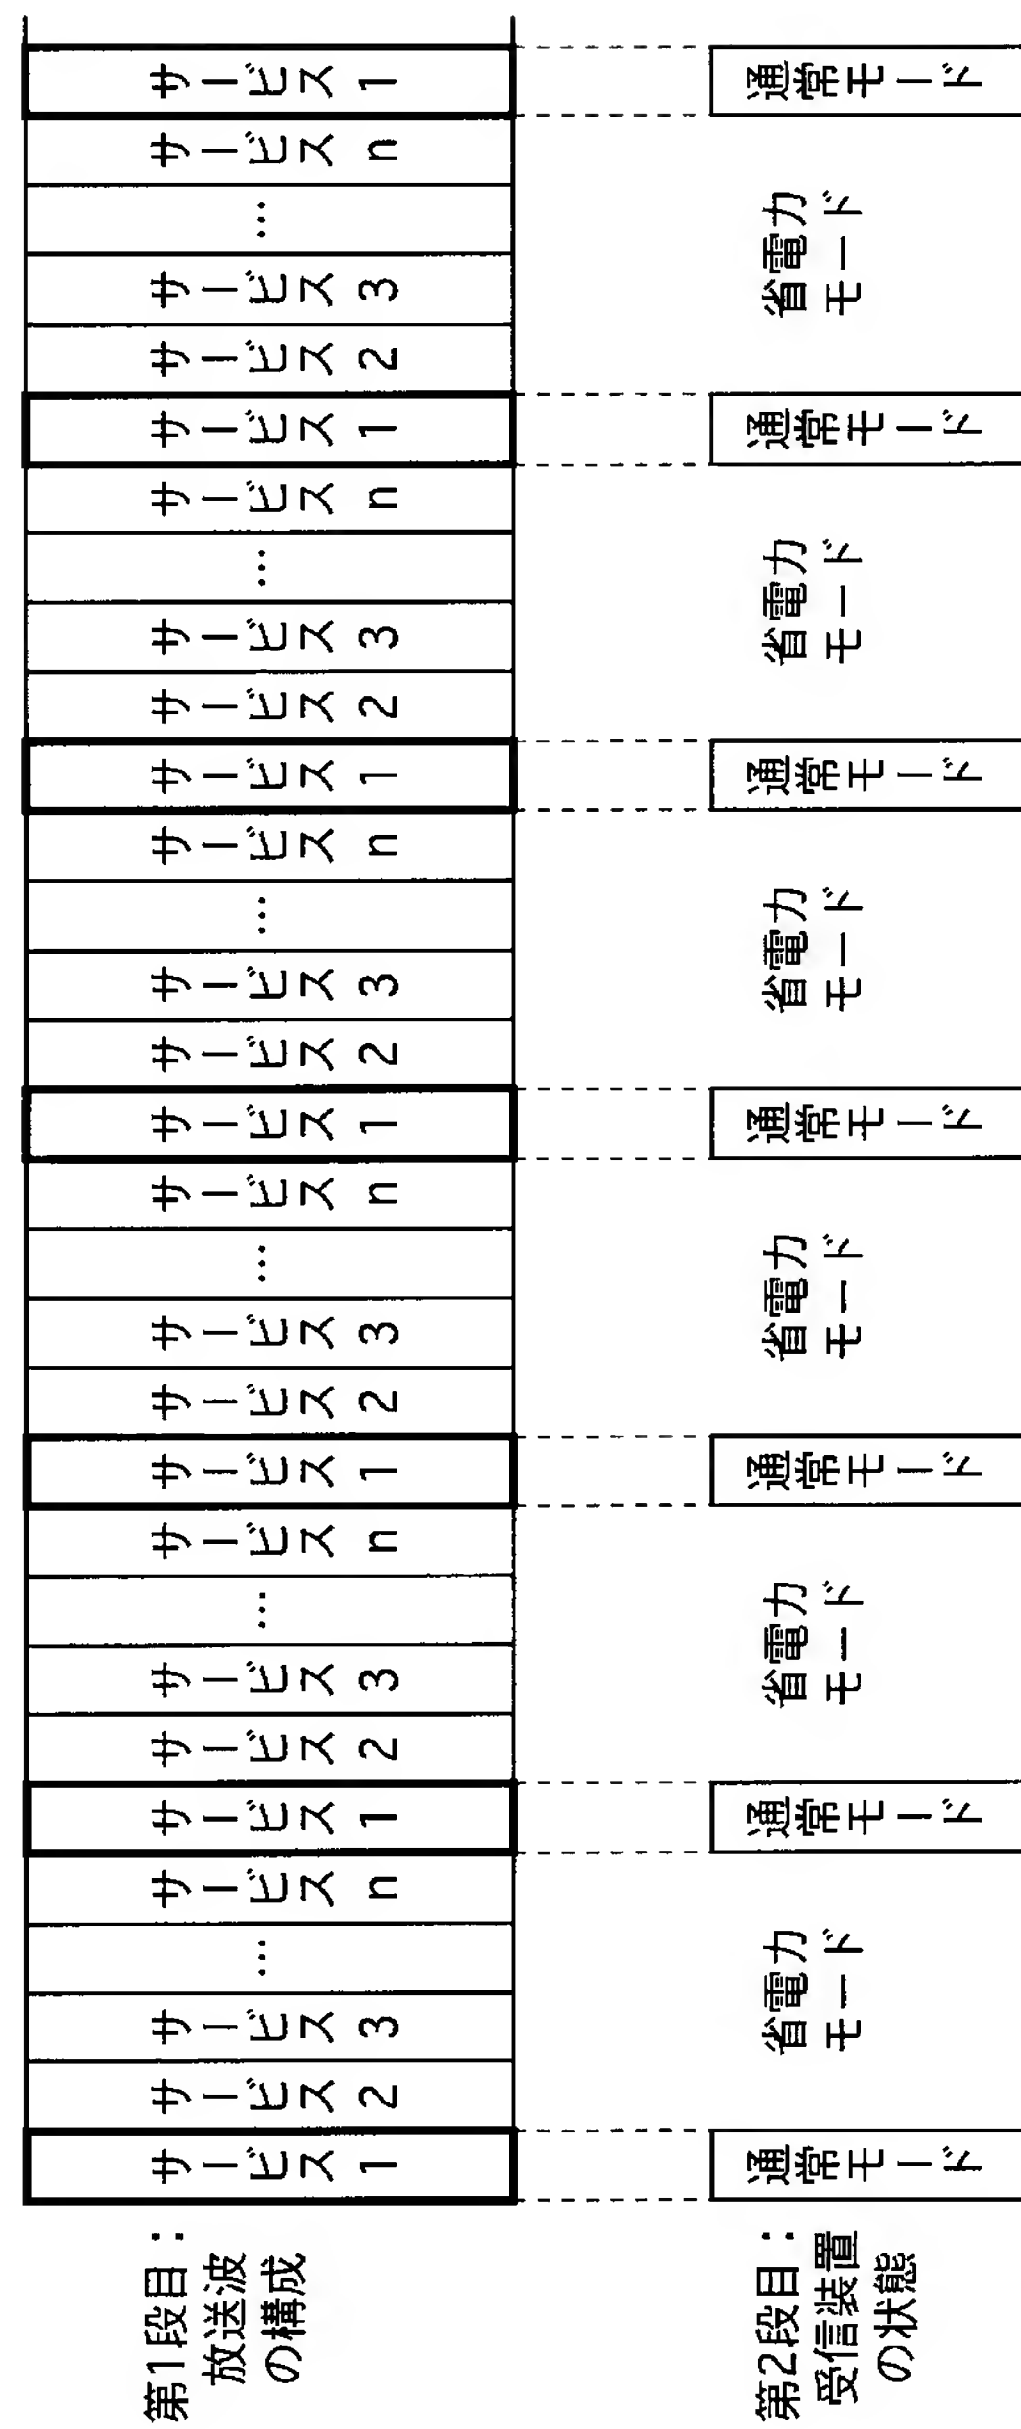 第1段目：
放送波
の構成
サービス1
サービス2
サービス3
…
サービスn
サービス1
サービス2
サービス3
…
サービスn
サービス1
サービス2
サービス3
…
サービスn
サービス1
サービス2
サービス3
…
サービスn
サービス1
サービス2
サービス3
…
サービスn
サービス1
サービス2
サービス3
…
サービスn
サービス1
第2段目：
受信装置
の状態
通常モード
省電力
モード
通常モード
省電力
モード
通常モード
省電力
モード
通常モード
省電力
モード
通常モード
省電力
モード
通常モード
省電力
モード
通常モード